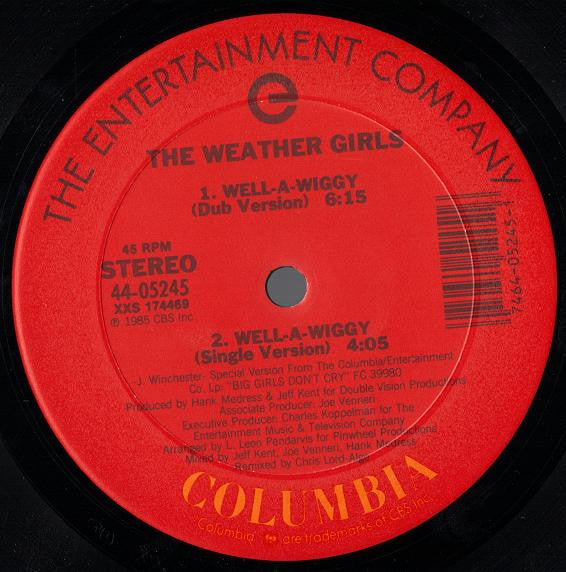 THE ENTERTAINMENT COMPANY
THE WEATHER GIRLS
1. WELL-A-WIGGY
(Dub Version) 6:15
45 RPM
STEREO
44-05245
XXS 174469
℗ 1985 CBS Inc.
7464-05245-1
2. WELL-A-WIGGY
(Single Version) 4:05
-J. Winchester- Special Version From The Columbia/Entertainment
Co. Lp: "BIG GIRLS DON'T CRY" FC 39980
Produced by Hank Medress & Jeff Kent for Double Vision Productions
Associate Producer: Joe Venneri
Executive Producer: Charles Koppelman for The
Entertainment Music & Television Company
Arranged by L. Leon Pendarvis for Pinwheel Productions
Mixed by Jeff Kent, Joe Venneri, Hank Medress
Remixed by Chris Lord-Alge
COLUMBIA
Columbia are trademarks of CBS Inc.